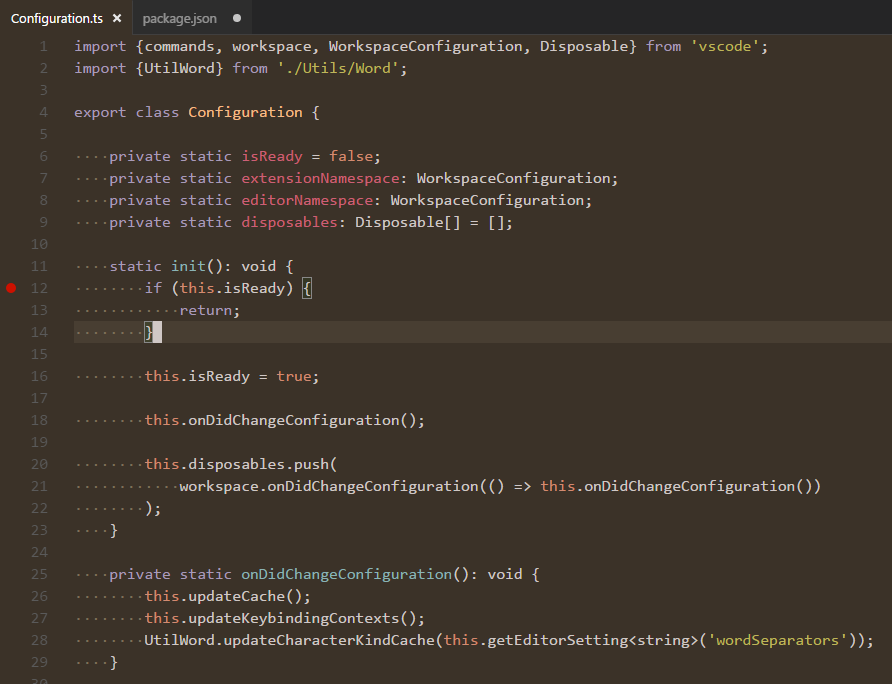 Configuration.ts × package.json ●
1 import {commands, workspace, WorkspaceConfiguration, Disposable} from 'vscode';
2 import {UtilWord} from './Utils/Word';
3
4 export class Configuration {
5
6 ····private static isReady = false;
7 ····private static extensionNamespace: WorkspaceConfiguration;
8 ····private static editorNamespace: WorkspaceConfiguration;
9 ····private static disposables: Disposable[] = [];
10
11 ····static init(): void {
12 ········if (this.isReady) {
13 ············return;
14 ········}
15
16 ········this.isReady = true;
17
18 ········this.onDidChangeConfiguration();
19
20 ········this.disposables.push(
21 ············workspace.onDidChangeConfiguration(() => this.onDidChangeConfiguration())
22 ········);
23 ····}
24
25 ····private static onDidChangeConfiguration(): void {
26 ········this.updateCache();
27 ········this.updateKeybindingContexts();
28 ········UtilWord.updateCharacterKindCache(this.getEditorSetting<string>('wordSeparators'));
29 ····}
30